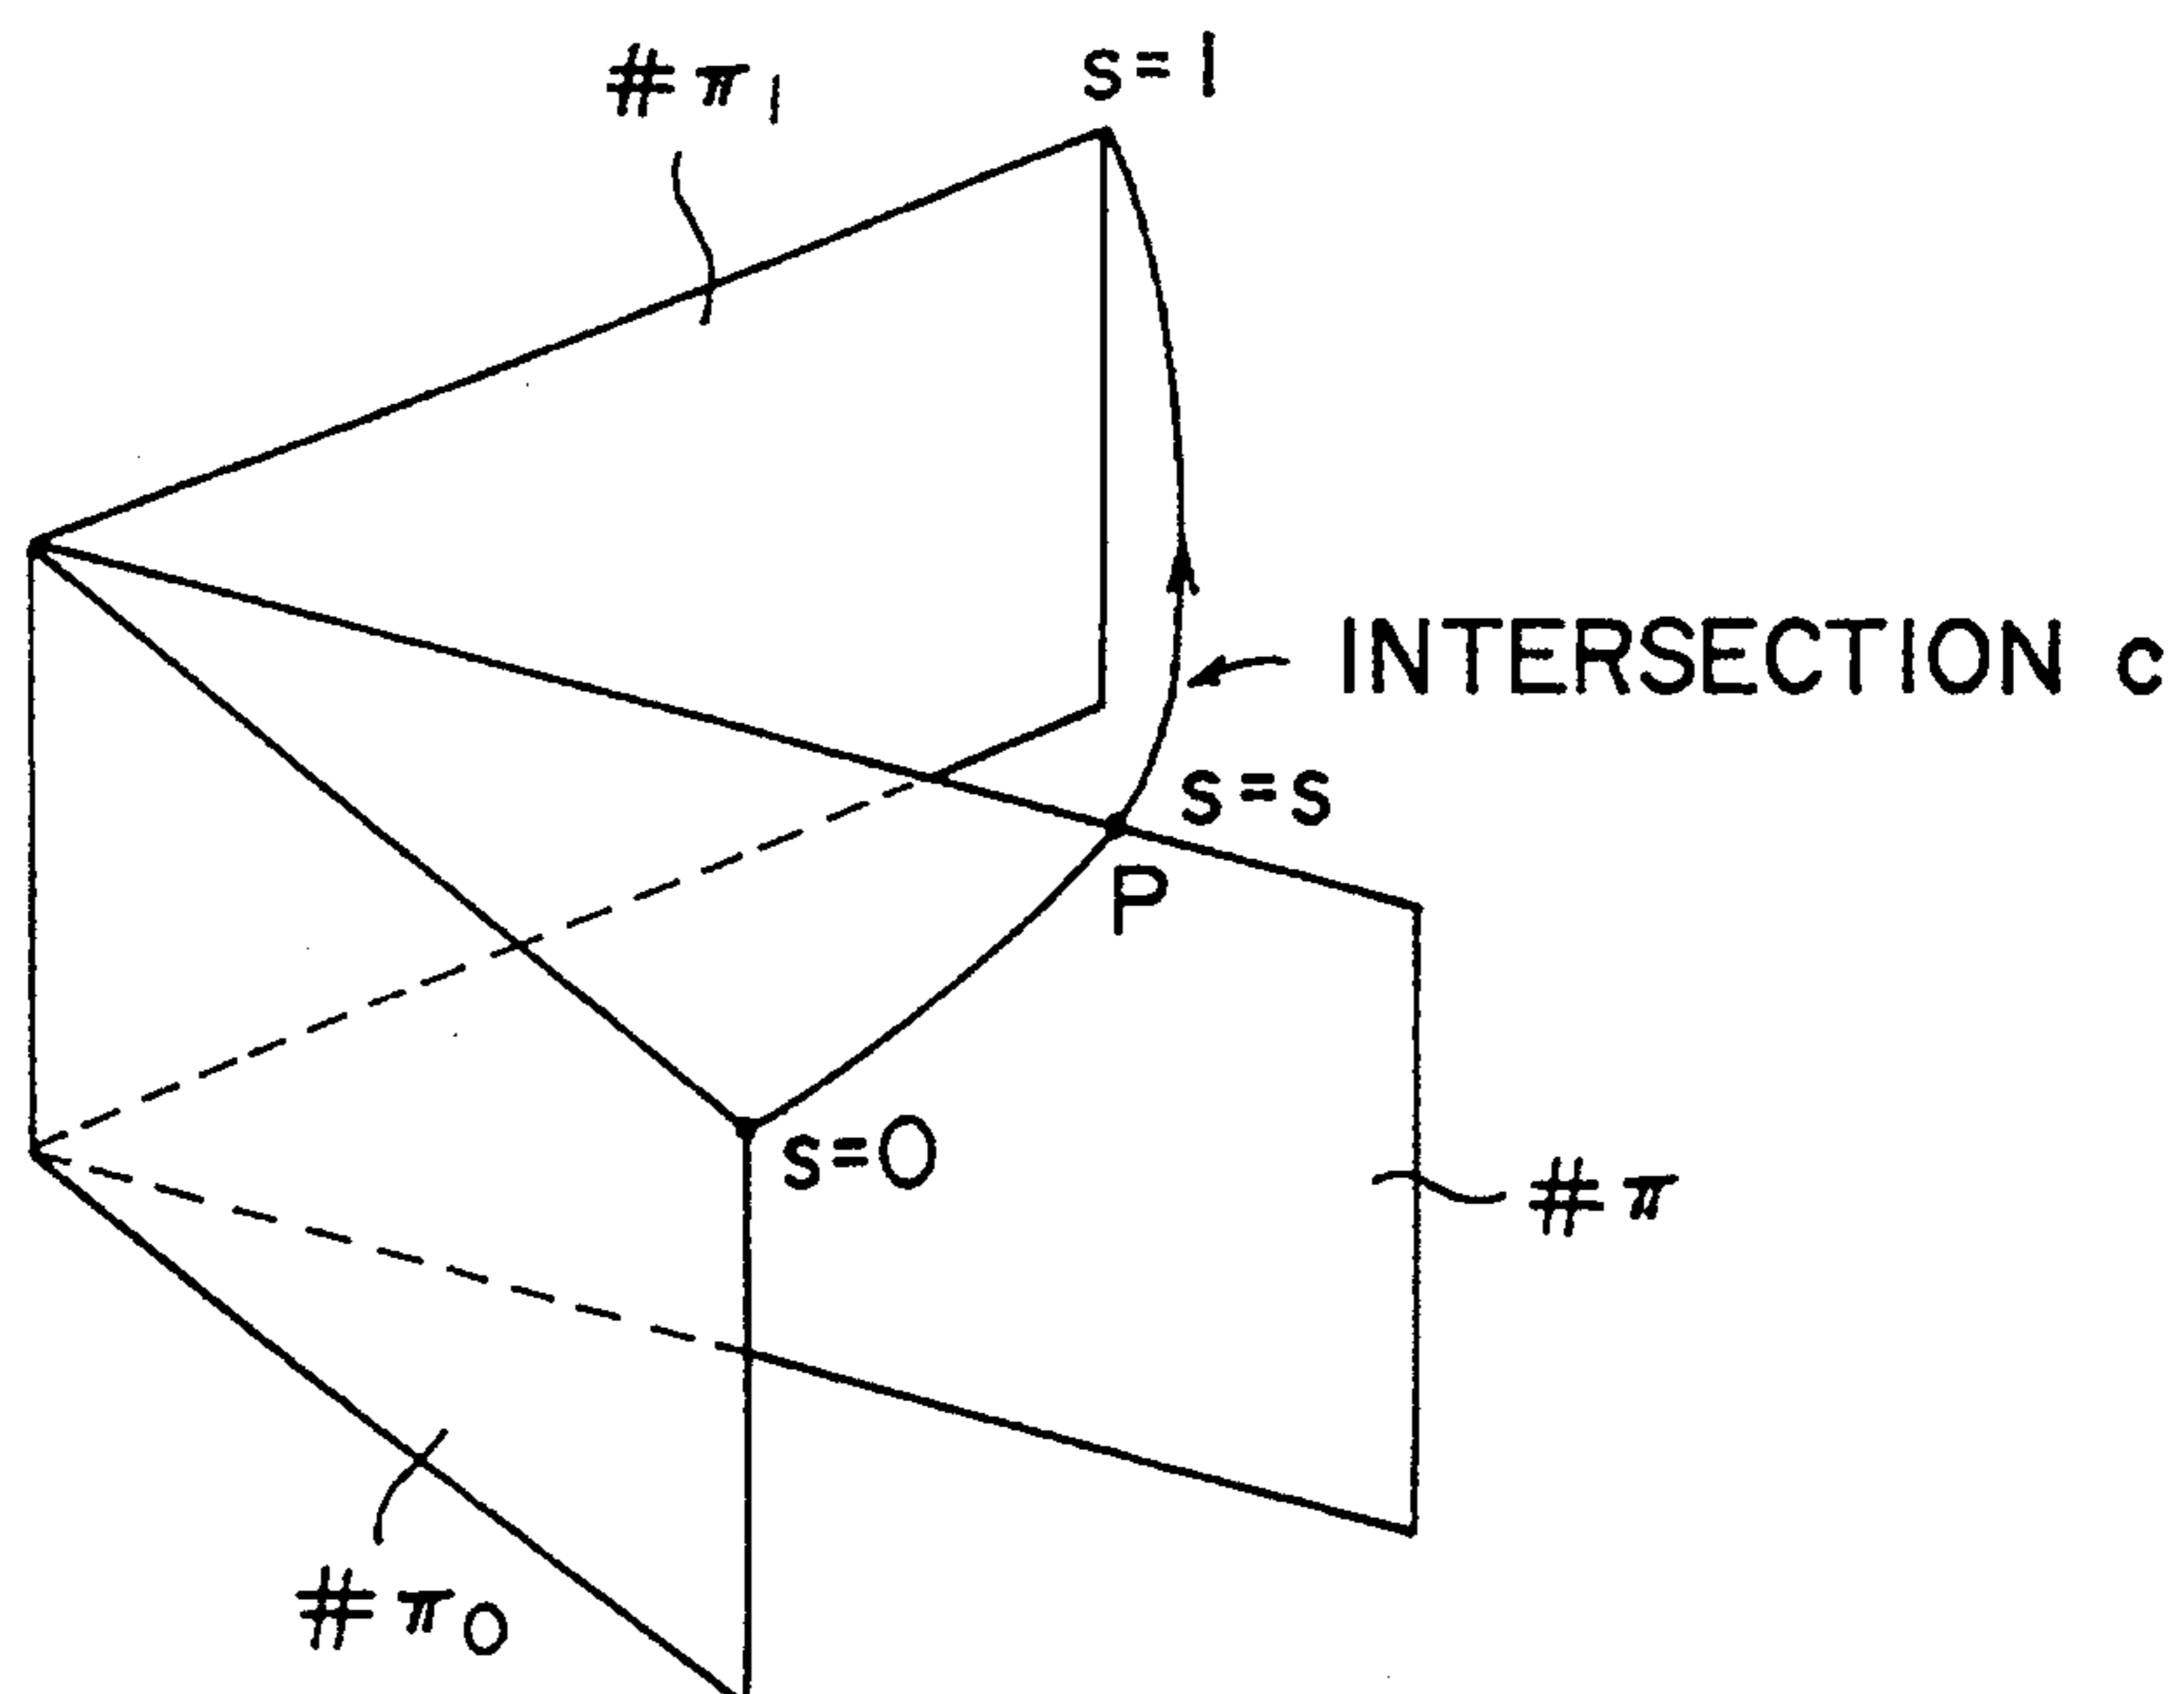 #π1
s=1
INTERSECTION c
s=s
P
s=0
#π
#π0